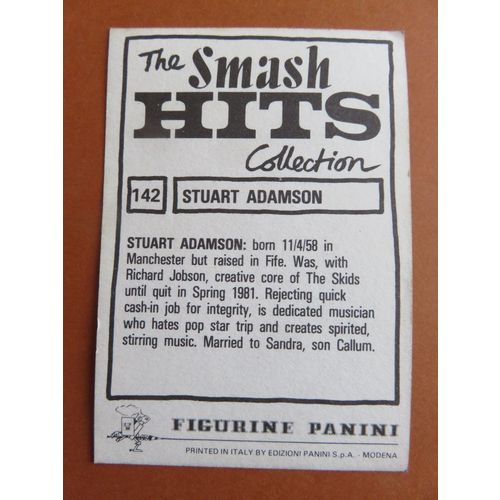 The Smash
HITS
Collection
142 STUART ADAMSON
STUART ADAMSON: born 11/4/58 in
Manchester but raised in Fife. Was, with
Richard Jobson, creative core of The Skids
until quit in Spring 1981. Rejecting quick
cash-in job for integrity, is dedicated musician
who hates pop star trip and creates spirited,
stirring music. Married to Sandra, son Callum.
FIGURINE PANINI
PRINTED IN ITALY BY EDIZIONI PANINI S.p.A. - MODENA